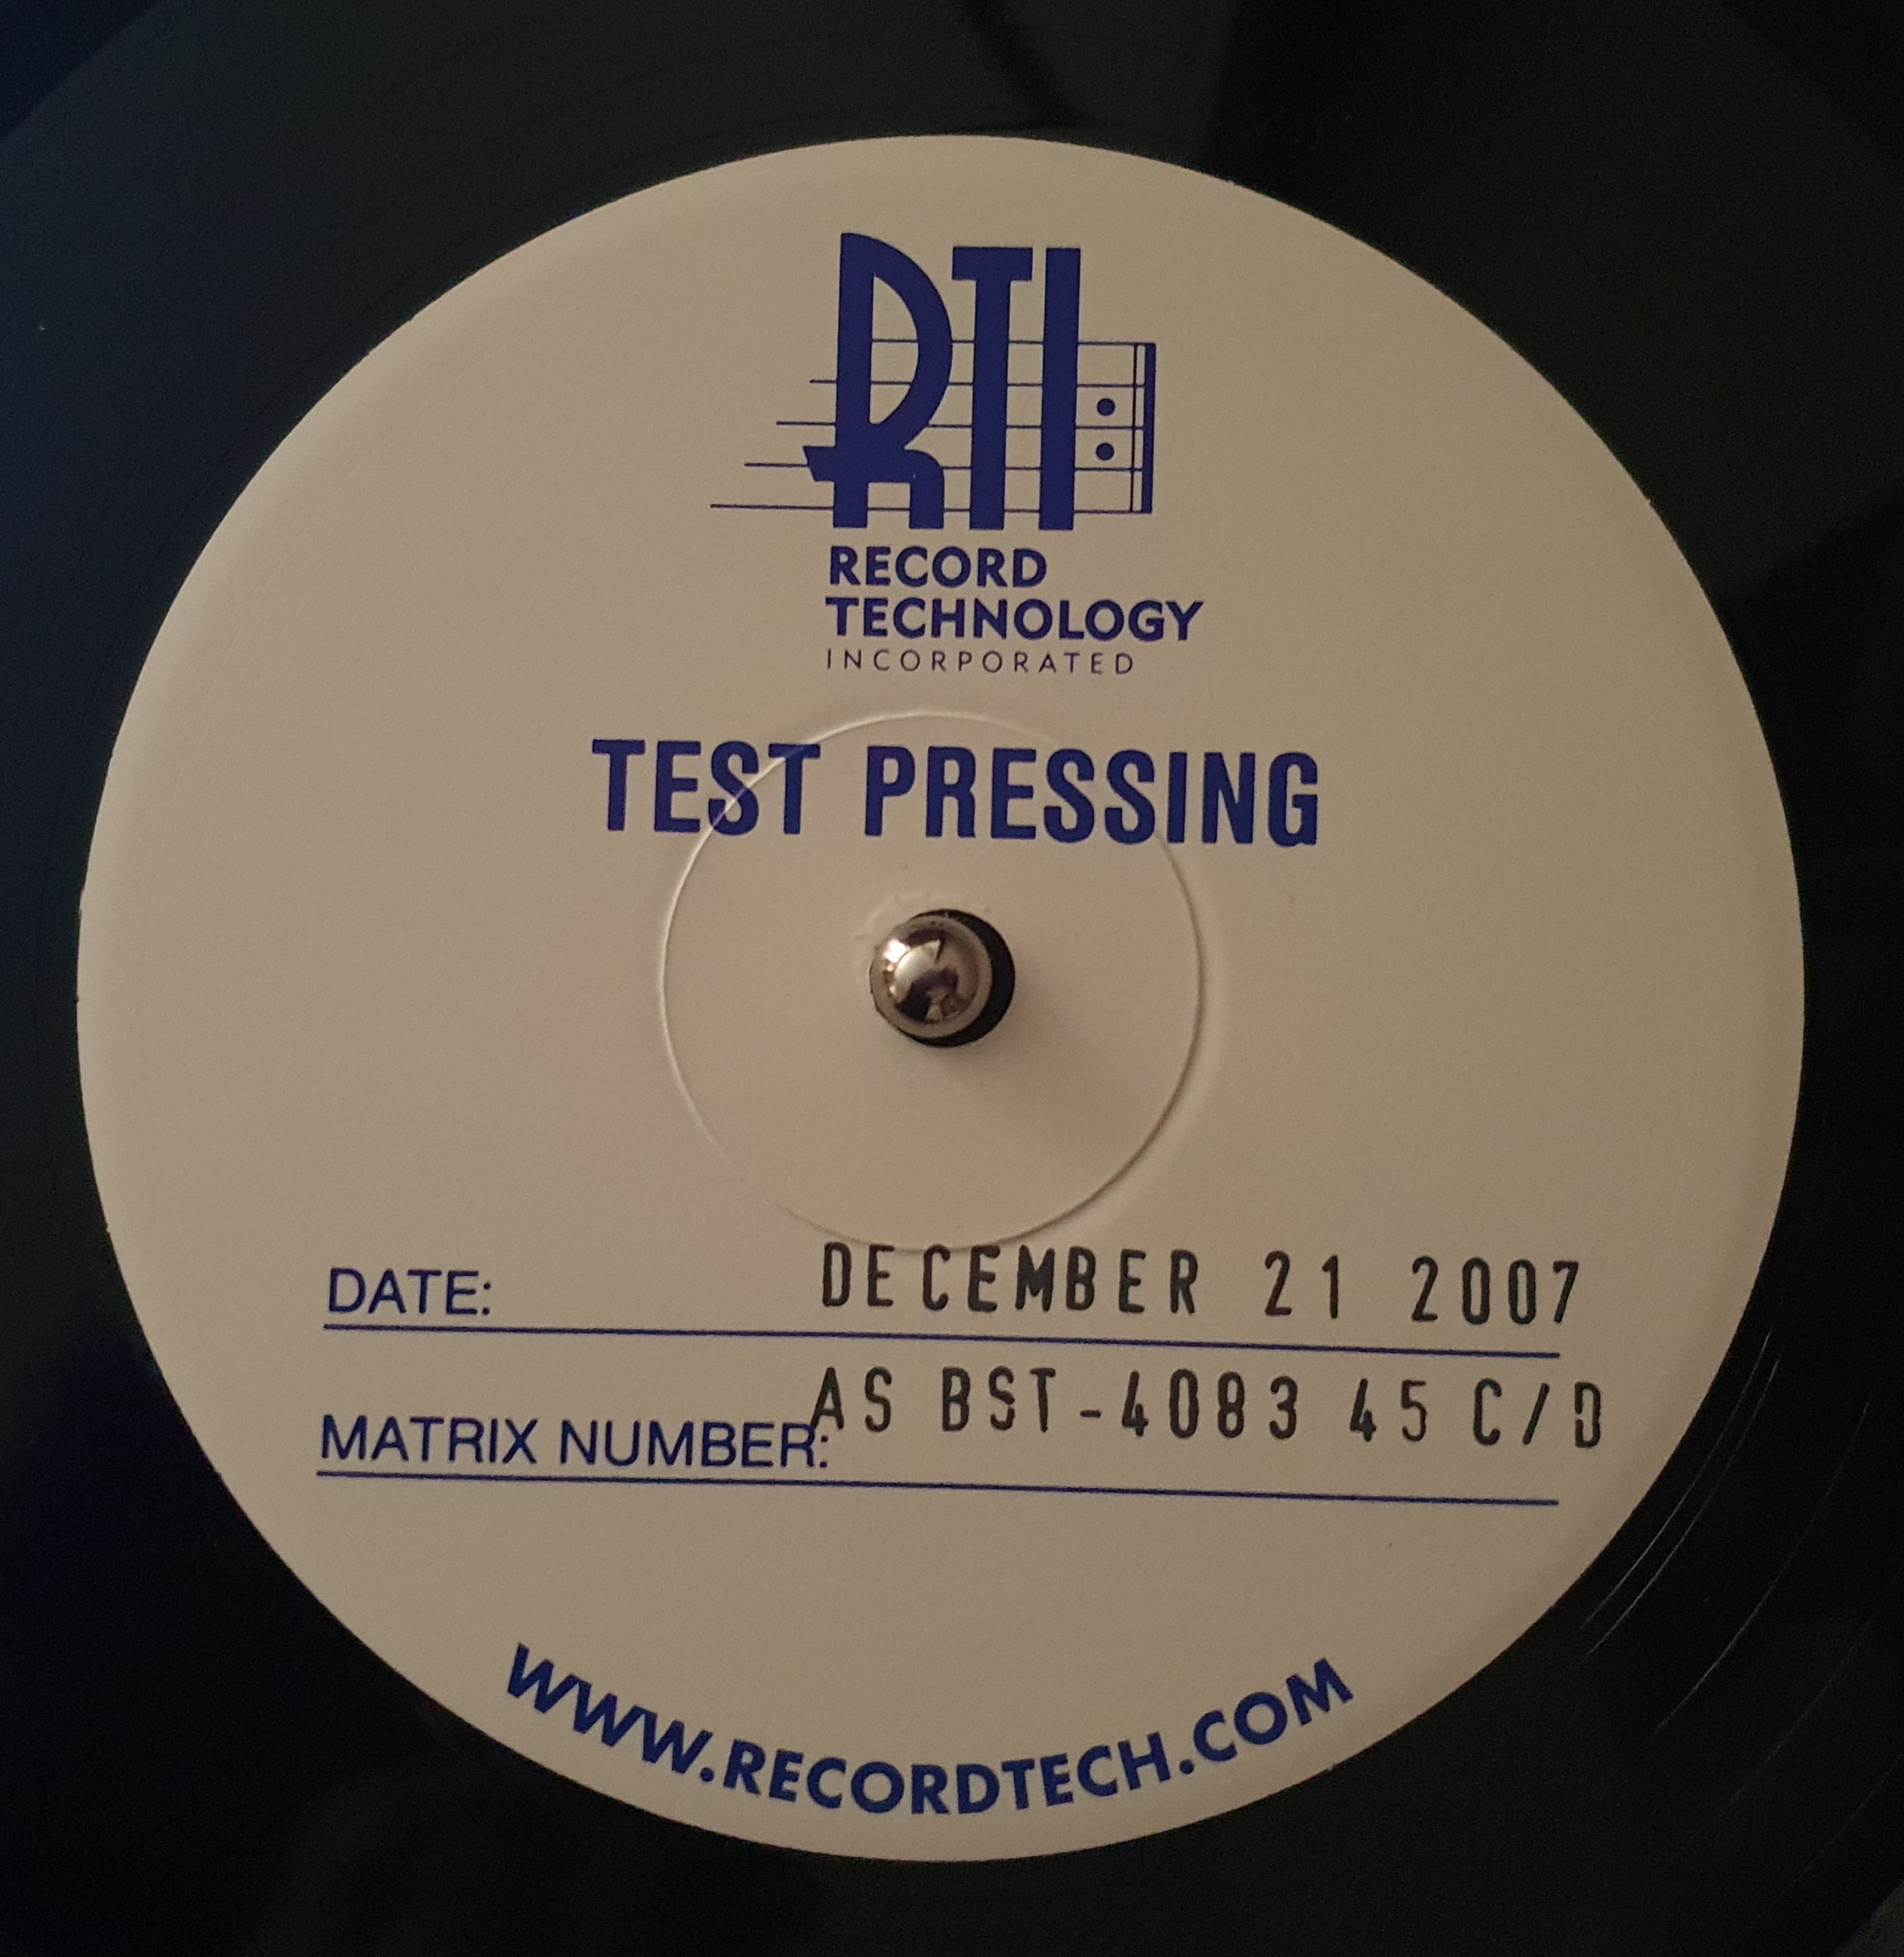 RTI
RECORD
TECHNOLOGY
INCORPORATED
TEST PRESSING
DATE: DECEMBER 21 2007
MATRIX NUMBER: AS BST-4083 45 C/D
WWW.RECORDTECH.COM